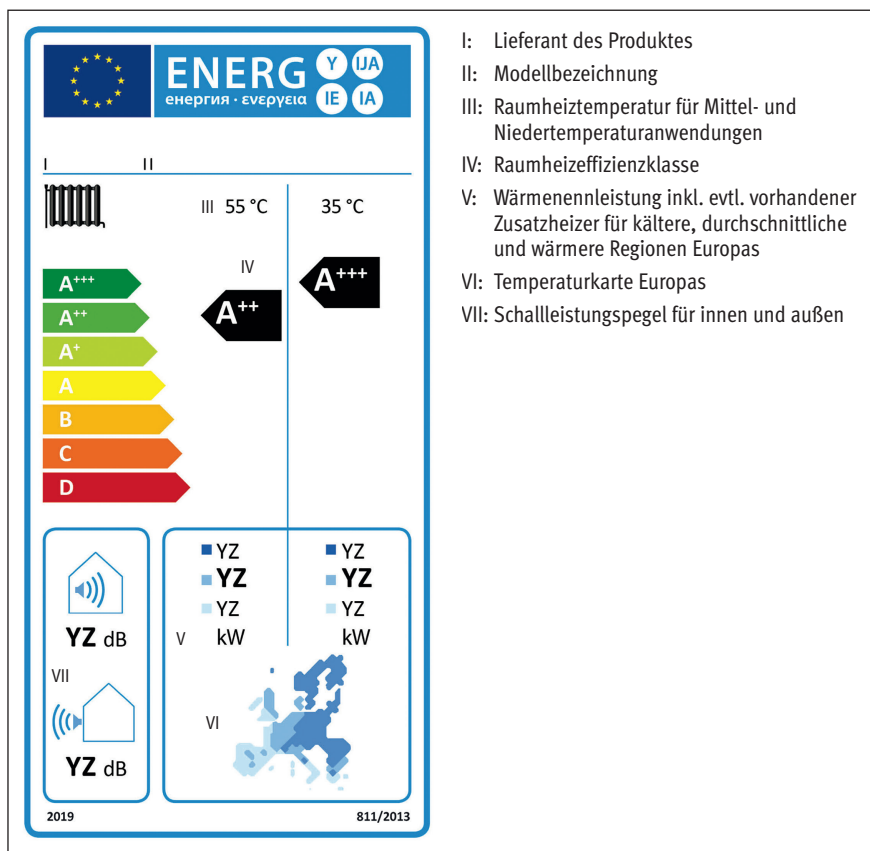 ENERG Y IJA
енергия · ενεργεια IE IA
I II
III 55 °C 35 °C
IV
A+++
A++
A+++ A++
A+
A
B
C
D
YZ YZ
YZ YZ
YZ YZ
V kW kW
YZ dB
VII
VI
YZ dB
2019 811/2013
I: Lieferant des Produktes
II: Modellbezeichnung
III: Raumheiztemperatur für Mittel- und
Niedertemperaturanwendungen
IV: Raumheizeffizienzklasse
V: Wärmenennleistung inkl. evtl. vorhandener
Zusatzheizer für kältere, durchschnittliche
und wärmere Regionen Europas
VI: Temperaturkarte Europas
VII: Schallleistungspegel für innen und außen